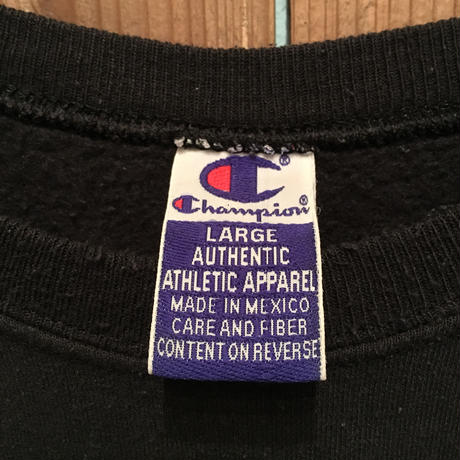 C®
Champion®
LARGE
AUTHENTIC
ATHLETIC APPAREL
MADE IN MEXICO
CARE AND FIBER
CONTENT ON REVERSE